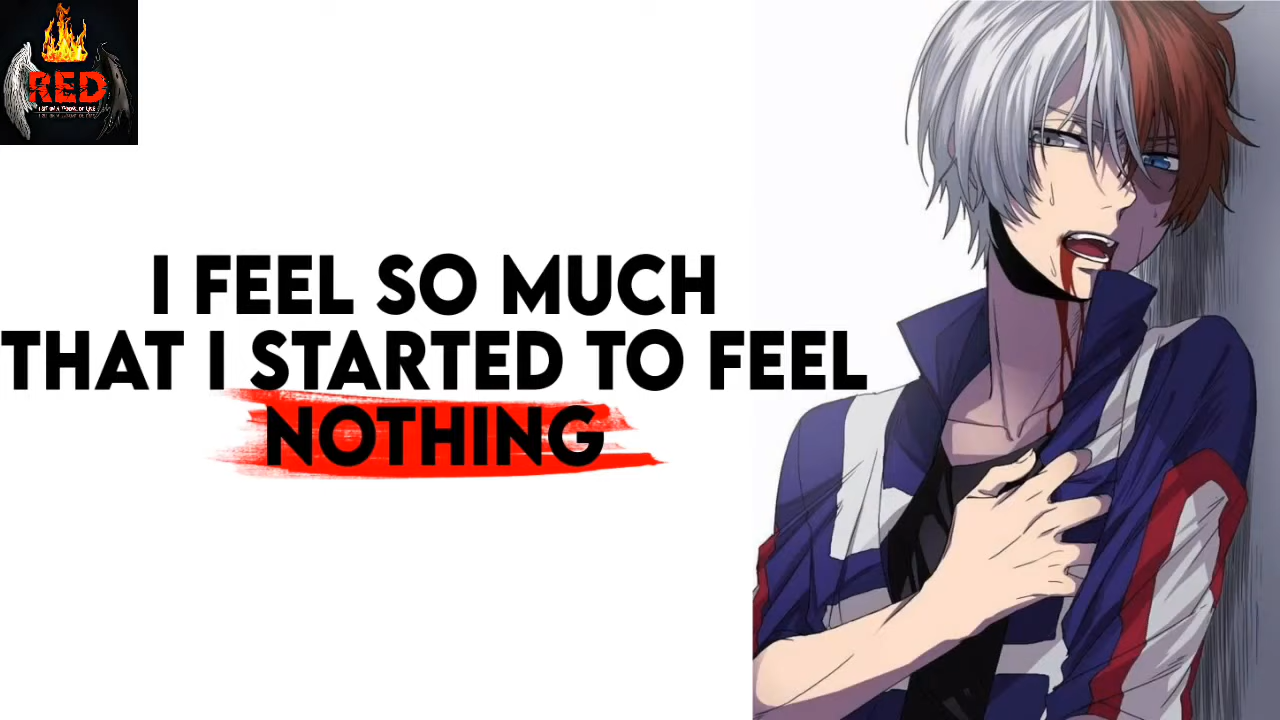 RED
I FEEL SO MUCH
THAT I STARTED TO FEEL
NOTHING